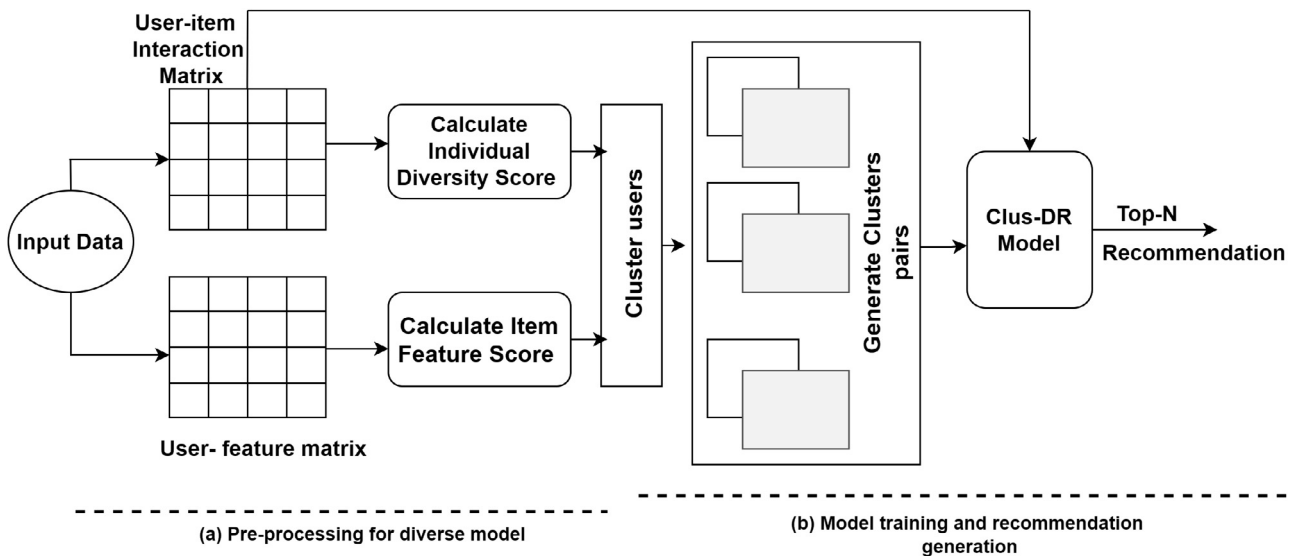 User-item
Interaction
Matrix
Input Data
Calculate
Individual
Diversity Score
Calculate Item
Feature Score
User- feature matrix
Cluster users
Generate Clusters
pairs
Clus-DR
Model
Top-N
Recommendation
(a) Pre-processing for diverse model
(b) Model training and recommendation
generation